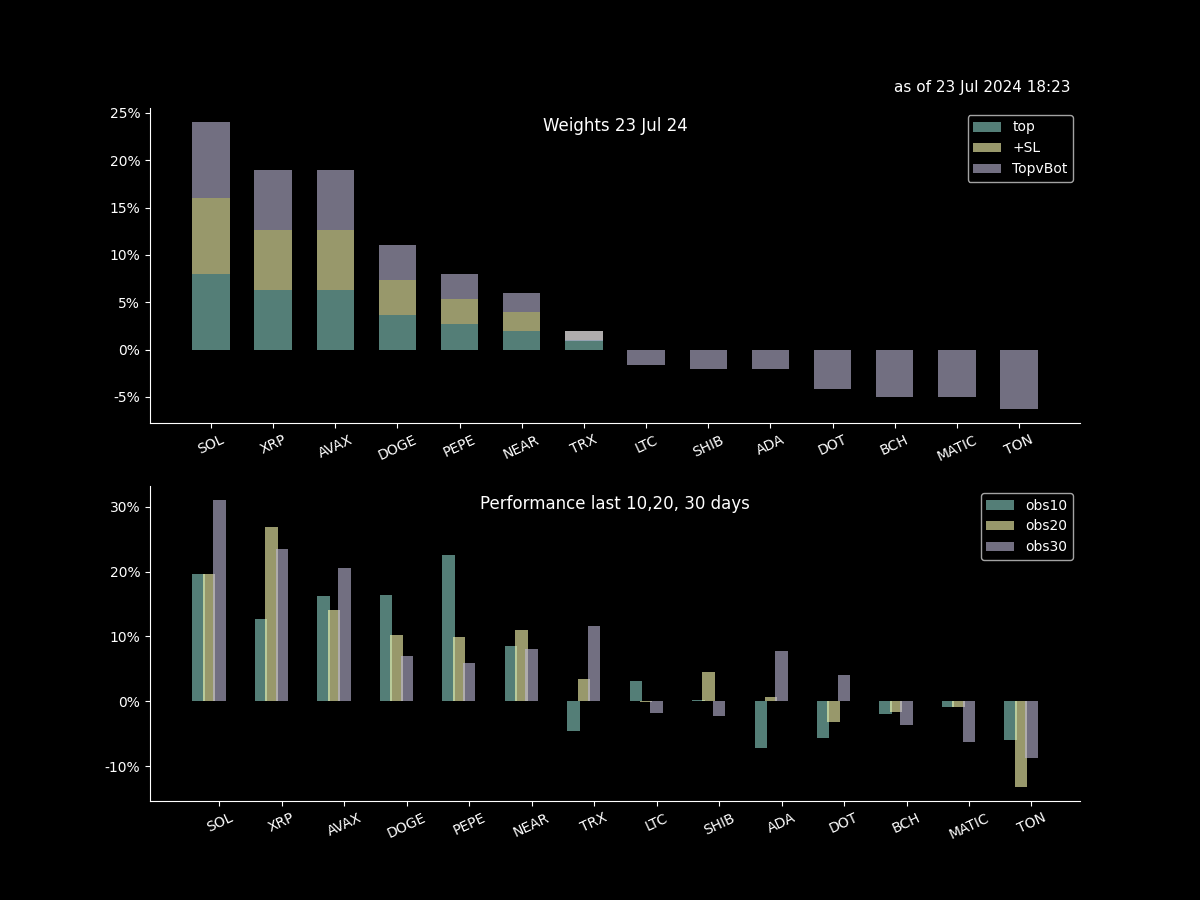 as of 23 Jul 2024 18:23
Weights 23 Jul 24
top
+SL
TopvBot
25%
20%
15%
10%
5%
0%
-5%
SOL XRP AVAX DOGE PEPE NEAR TRX LTC SHIB ADA DOT BCH MATIC TON
Performance last 10,20, 30 days
obs10
obs20
obs30
30%
20%
10%
0%
-10%
SOL XRP AVAX DOGE PEPE NEAR TRX LTC SHIB ADA DOT BCH MATIC TON